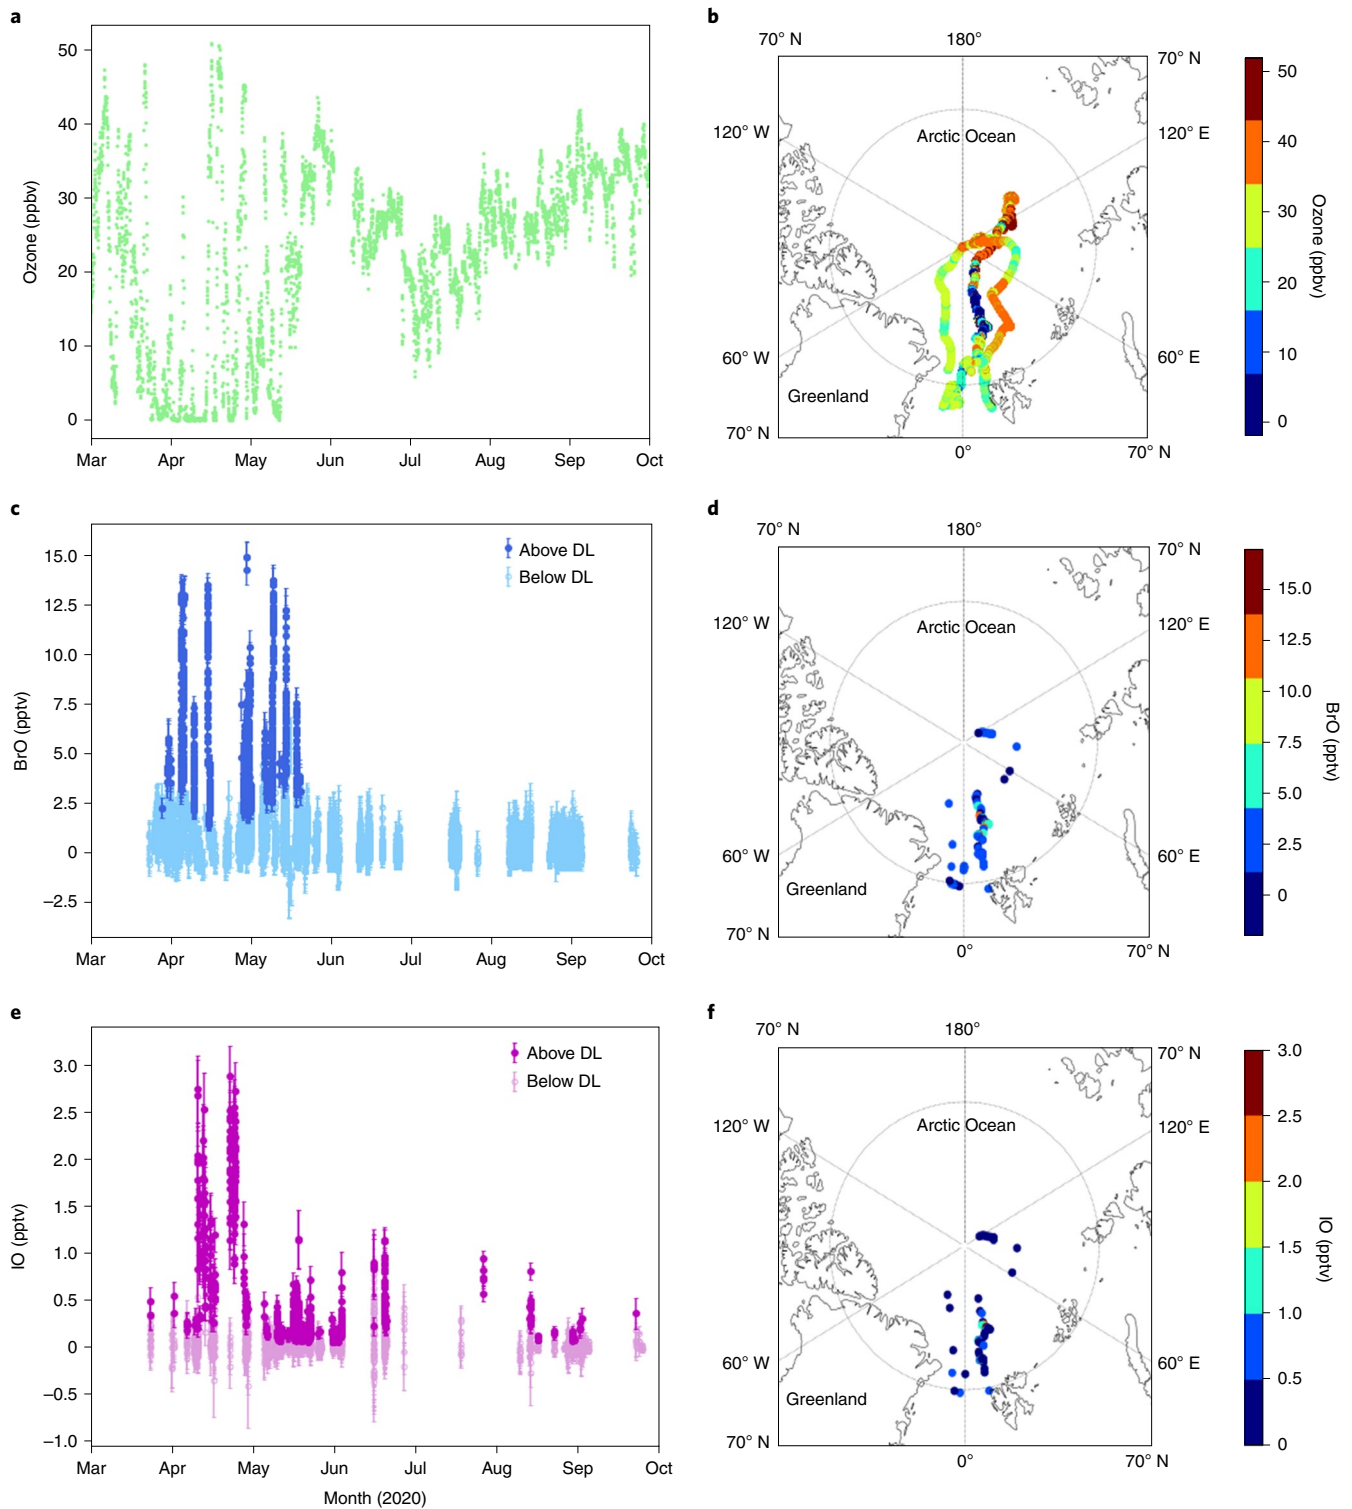 a
50
40
30
20
10
0
Ozone (ppbv)
Mar Apr May Jun Jul Aug Sep Oct
b
70° N 180° 70° N
120° W 120° E
Arctic Ocean
60° W 60° E
Greenland
70° N 0° 70° N
50
40
30
20
10
0
Ozone (ppbv)
c
15.0
12.5
10.0
7.5
5.0
2.5
0
–2.5
BrO (pptv)
Above DL
Below DL
Mar Apr May Jun Jul Aug Sep Oct
d
70° N 180° 70° N
120° W 120° E
Arctic Ocean
60° W 60° E
Greenland
70° N 0° 70° N
15.0
12.5
10.0
7.5
5.0
2.5
0
BrO (pptv)
e
3.0
2.5
2.0
1.5
1.0
0.5
0
–0.5
–1.0
IO (pptv)
Above DL
Below DL
Mar Apr May Jun Jul Aug Sep Oct
Month (2020)
f
70° N 180° 70° N
120° W 120° E
Arctic Ocean
60° W 60° E
Greenland
70° N 0° 70° N
3.0
2.5
2.0
1.5
1.0
0.5
0
IO (pptv)